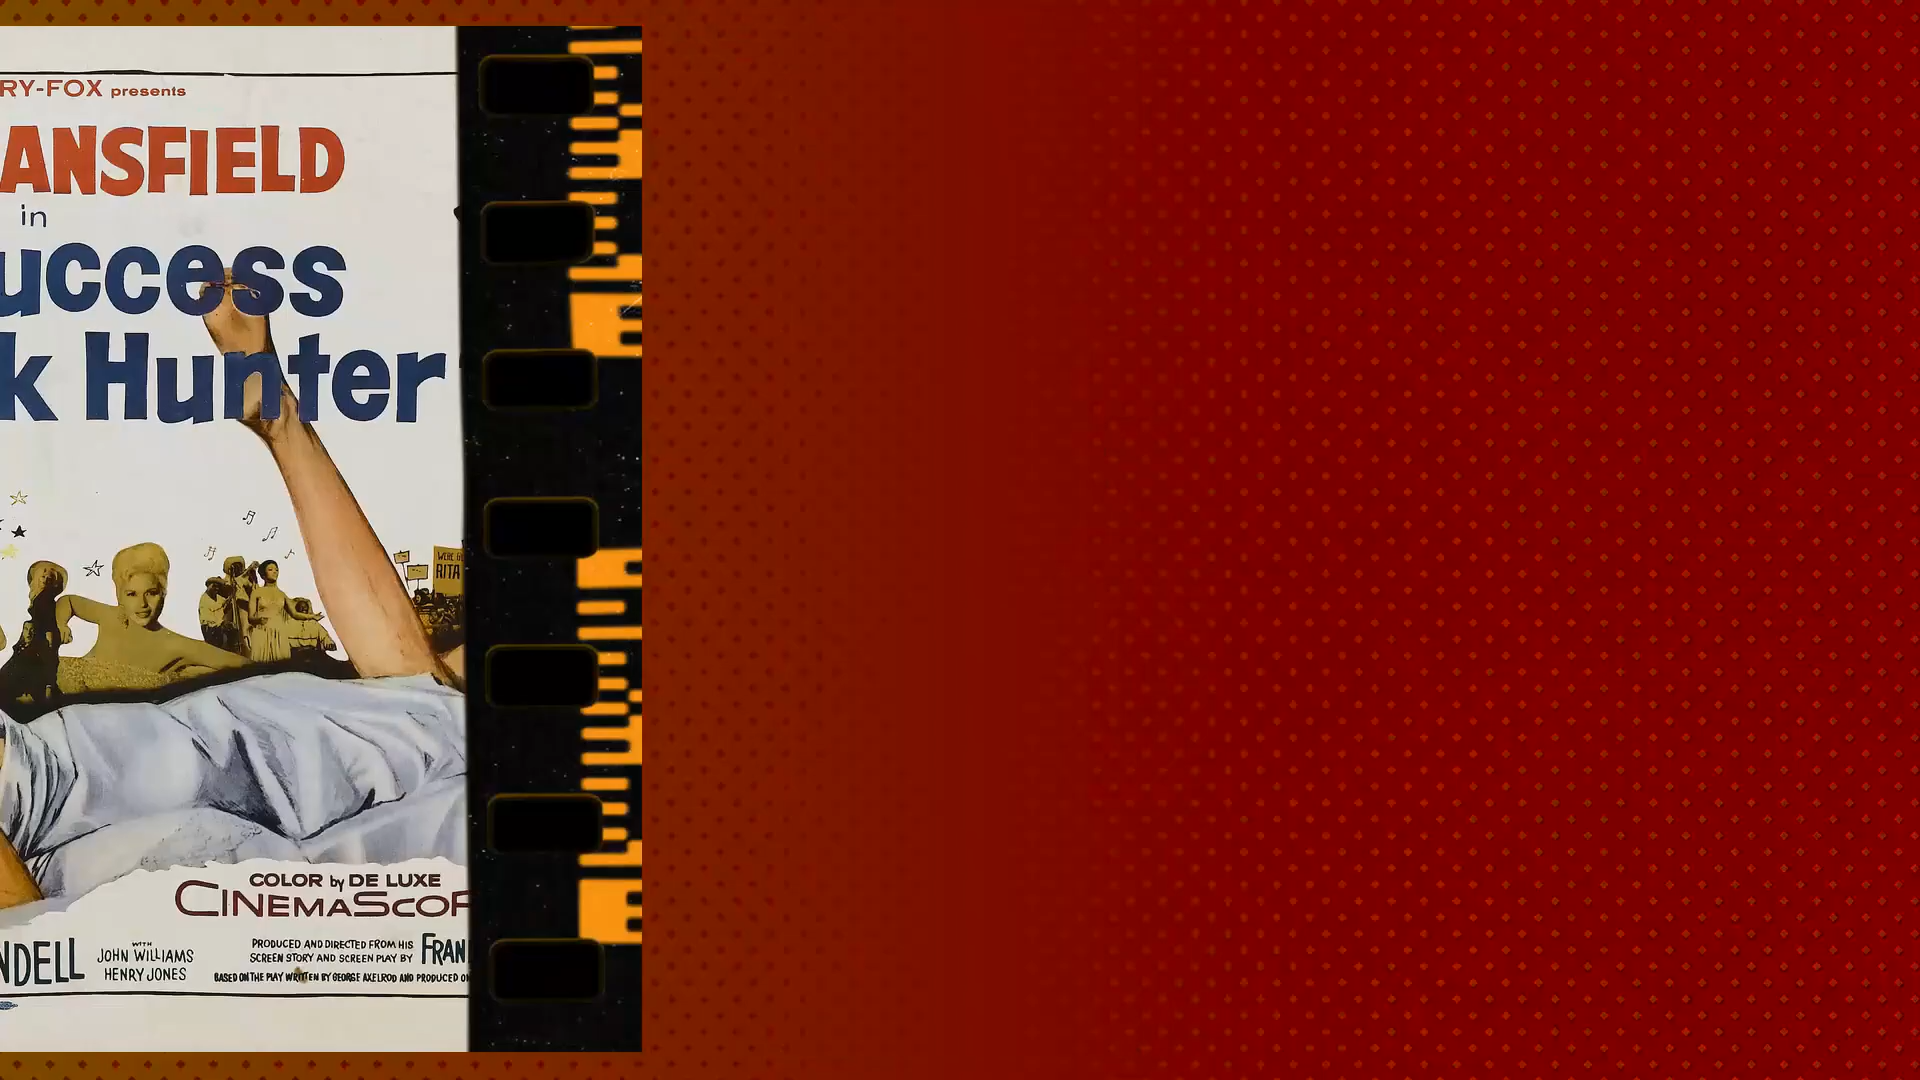 RY-FOX presents
ANSFIELD
in
uccess
k Hunter
RITA
COLOR by DE LUXE
CINEMASCOP
NDELL
WITH
JOHN WILLIAMS
HENRY JONES
PRODUCED AND DIRECTED FROM HIS
SCREEN STORY AND SCREEN PLAY BY
FRAN
BASED ON THE PLAY WRITTEN BY GEORGE AXELROD AND PRODUCED ON